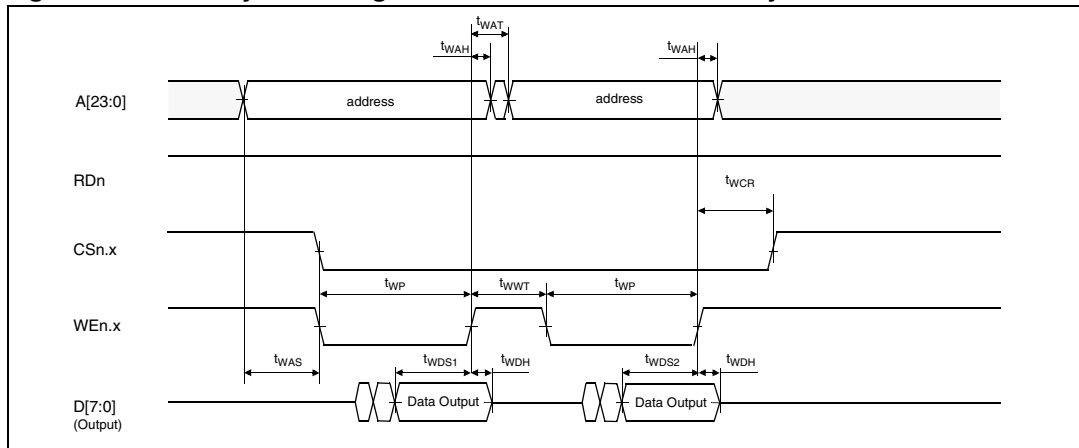 tWAT
tWAH tWAH
A[23:0] address address
RDn
tWCR
CSn.x
tWP tWWT tWP
WEn.x
tWAS tWDS1 tWDH tWDS2 tWDH
D[7:0] Data Output Data Output
(Output)